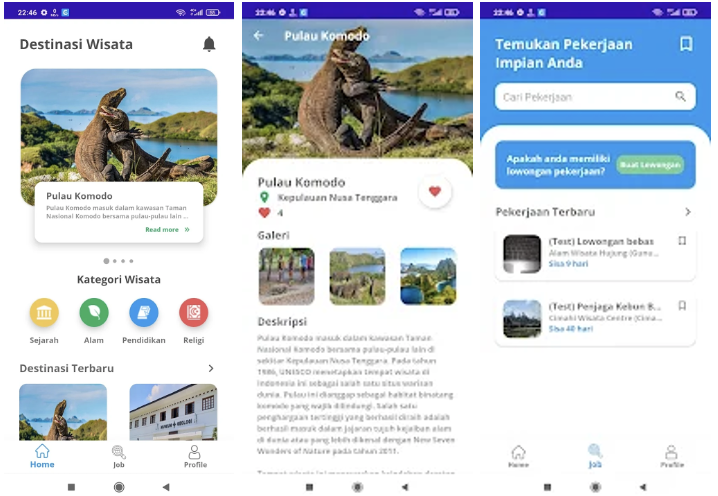 22:46
Destinasi Wisata
Pulau Komodo
Pulau Komodo masuk dalam kawasan Taman
Nasional Komodo bersama pulau-pulau lain ...
Read more »
Kategori Wisata
Sejarah
Alam
Pendidikan
Religi
Destinasi Terbaru
Home
Job
Profile
22:46
Pulau Komodo
Pulau Komodo
Kepulauan Nusa Tenggara
4
Galeri
Deskripsi
Pulau Komodo masuk dalam kawasan Taman
Nasional Komodo bersama pulau-pulau lain di
sekitar Kepulauan Nusa Tenggara. Pada tahun
1986, UNESCO menetapkan tempat wisata di
Indonesia ini sebagai salah satu situs warisan
dunia. Pulau ini dianggap sebagai habitat binatang
komodo yang wajib dilindungi. Salah satu
penghargaan tertinggi yang berhasil diraih adalah
berhasil masuk dalam jajaran tujuh keajaiban alam
di dunia atau yang lebih dikenal dengan New Seven
Wonders of Nature pada tahun 2011.
22:46
Temukan Pekerjaan
Impian Anda
Cari Pekerjaan
Apakah anda memiliki
lowongan pekerjaan?
Buat Lowongan
Pekerjaan Terbaru
(Test) Lowongan bebas
Alam Wisata Hujung (Gunu...
Sisa 9 hari
(Test) Penjaga Kebun B...
Cimahi Wisata Centre (Cima...
Sisa 40 hari
Home
Job
Profile